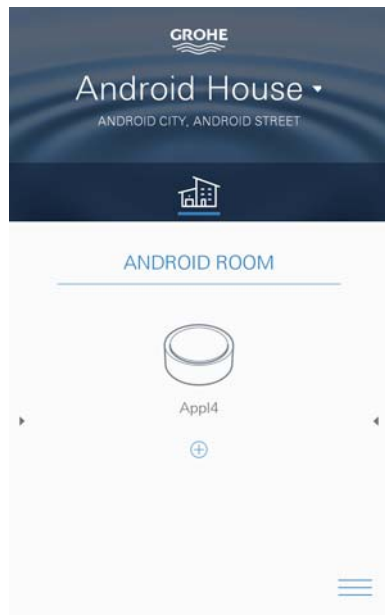 GROHE
Android House
ANDROID CITY, ANDROID STREET
ANDROID ROOM
Appl4